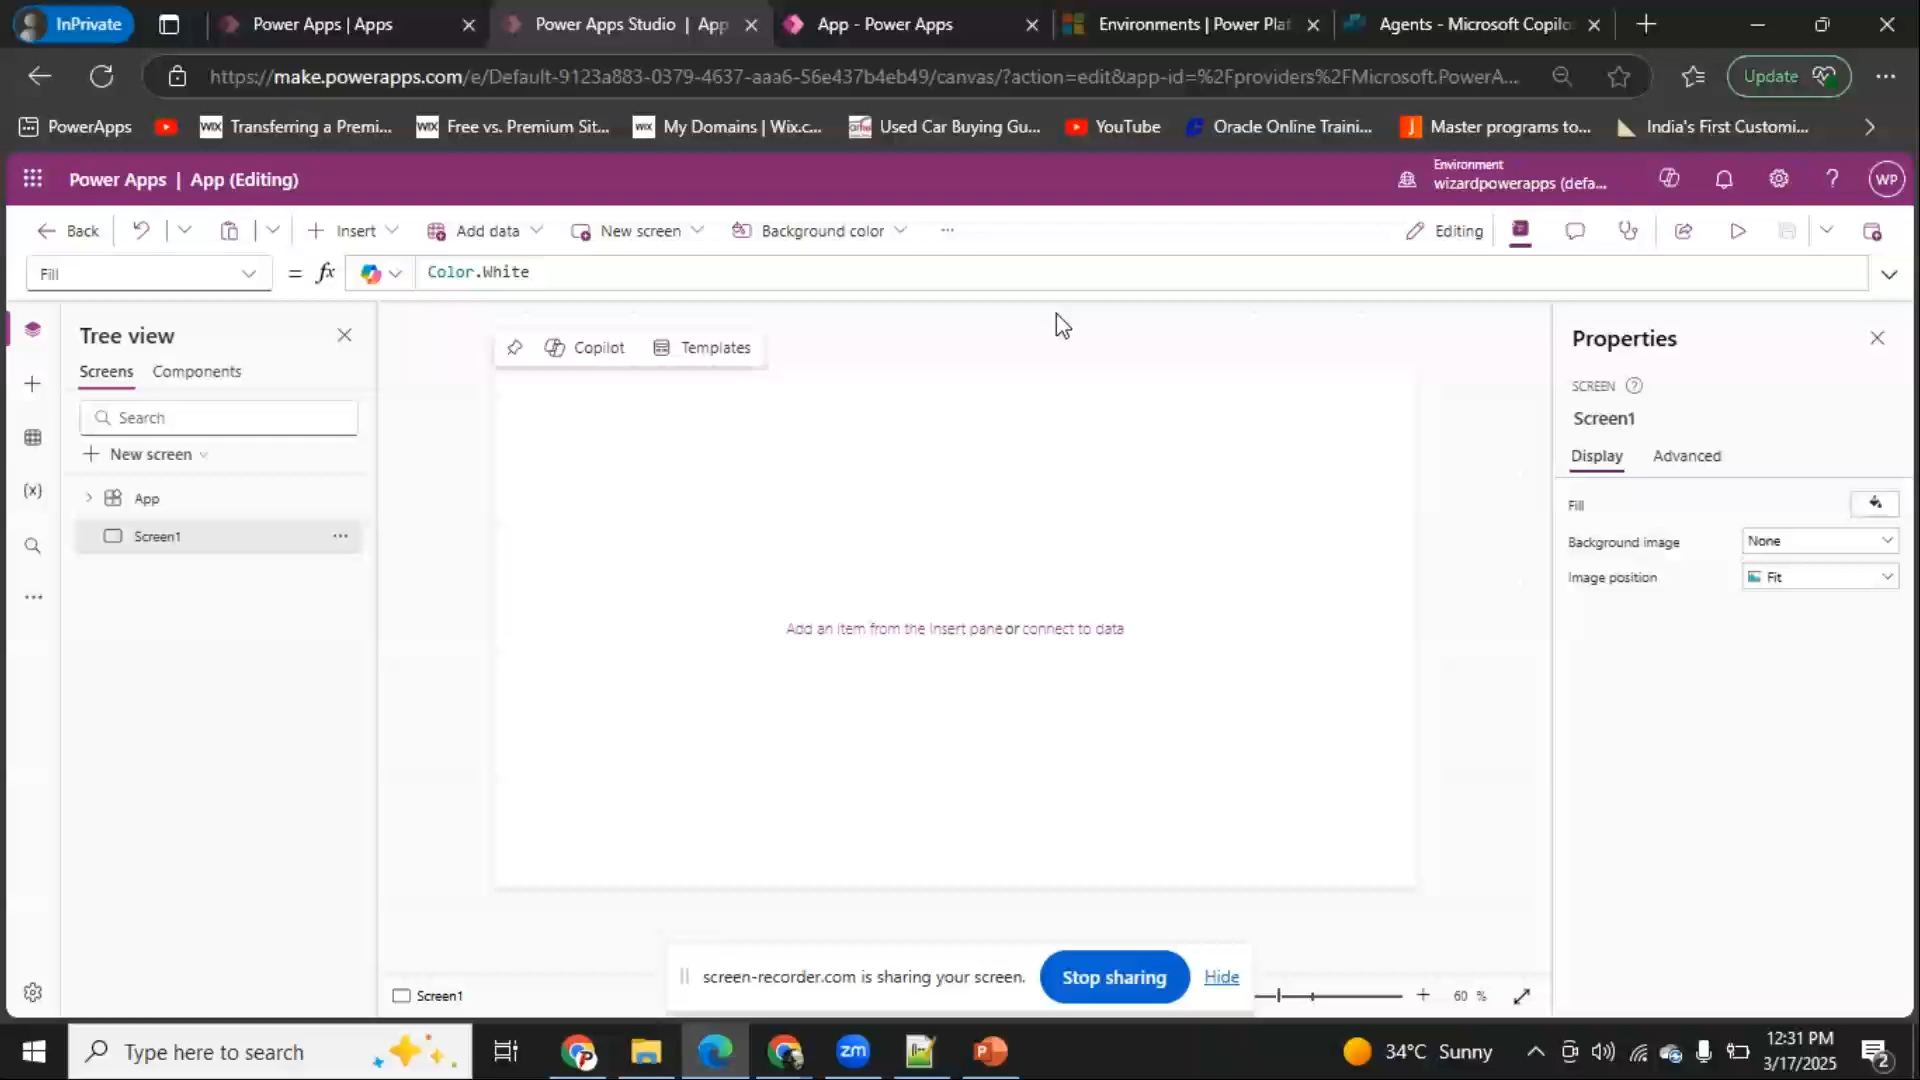 InPrivate
Power Apps | Apps
Power Apps Studio | App
App - Power Apps
Environments | Power Plat
Agents - Microsoft Copilo
https://make.powerapps.com/e/Default-9123a883-0379-4637-aaa6-56e437b4eb49/canvas/?action=edit&app-id=%2Fproviders%2FMicrosoft.PowerA...
Update
PowerApps
WIX Transferring a Premi...
WIX Free vs. Premium Sit...
WIX My Domains | Wix.c...
Used Car Buying Gu...
YouTube
Oracle Online Traini...
Master programs to...
India's First Customi...
Power Apps | App (Editing)
Environment
wizardpowerapps (defa...
WP
Back
Insert
Add data
New screen
Background color
...
Editing
Fill
= fx
Color.White
Tree view
Screens
Components
Search
New screen
App
Screen1
...
Copilot
Templates
Add an item from the Insert pane or connect to data
Properties
SCREEN
Screen1
Display
Advanced
Fill
Background image
None
Image position
Fit
Screen1
screen-recorder.com is sharing your screen.
Stop sharing
Hide
60 %
Type here to search
zm
34°C Sunny
12:31 PM
3/17/2025
2